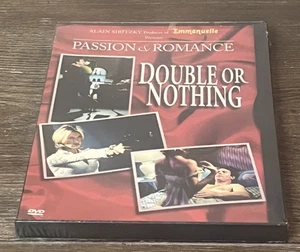 ALAIN SIRITZKY Producer of Emmanuelle
Presents
PASSION & ROMANCE
DOUBLE OR
NOTHING
DVD